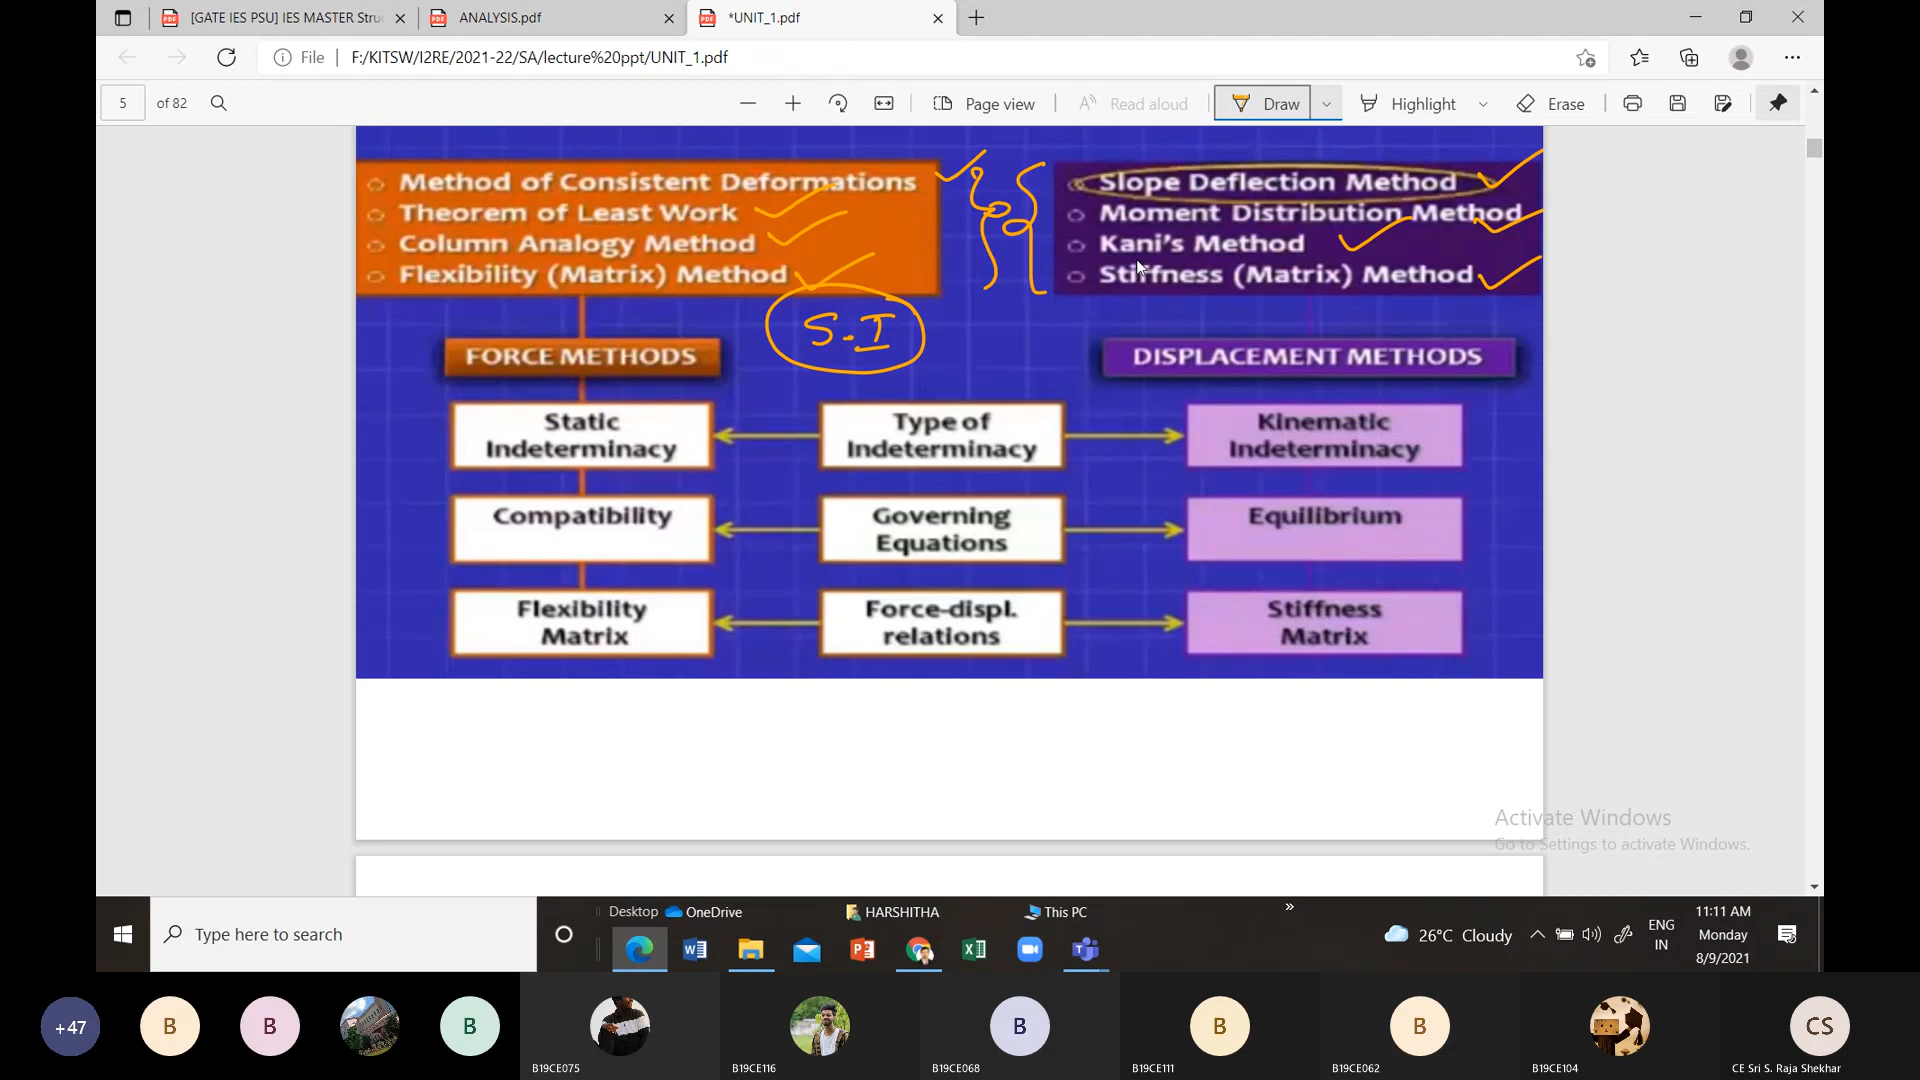 [GATE IES PSU] IES MASTER Struc
ANALYSIS.pdf
*UNIT_1.pdf
File
F:/KITSW/I2RE/2021-22/SA/lecture%20ppt/UNIT_1.pdf
5 of 82
Page view
Read aloud
Draw
Highlight
Erase
Method of Consistent Deformations
Theorem of Least Work
Column Analogy Method
Flexibility (Matrix) Method
Slope Deflection Method
Moment Distribution Method
Kani's Method
Stiffness (Matrix) Method
S.I
FORCE METHODS
DISPLACEMENT METHODS
Static
Indeterminacy
Type of
Indeterminacy
Kinematic
Indeterminacy
Compatibility
Governing
Equations
Equilibrium
Flexibility
Matrix
Force-displ.
relations
Stiffness
Matrix
Activate Windows
Go to Settings to activate Windows.
Type here to search
Desktop
OneDrive
HARSHITHA
This PC
»
26°C Cloudy
ENG
IN
11:11 AM
Monday
8/9/2021
+47
B
B
B
B
B
B
CS
B19CE075
B19CE116
B19CE068
B19CE111
B19CE062
B19CE104
CE Sri S. Raja Shekhar